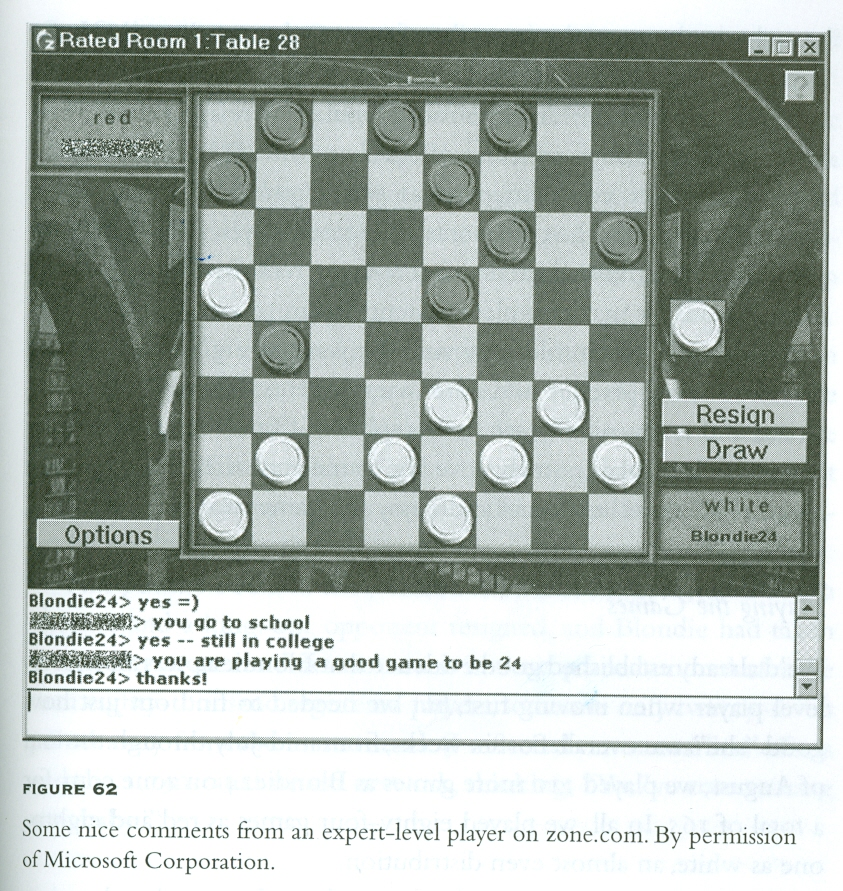 Rated Room 1:Table 28
?
red
Resign
Draw
white
Blondie24
Options
Blondie24> yes =)
> you go to school
Blondie24> yes -- still in college
> you are playing a good game to be 24
Blondie24> thanks!
FIGURE 62
Some nice comments from an expert-level player on zone.com. By permission
of Microsoft Corporation.